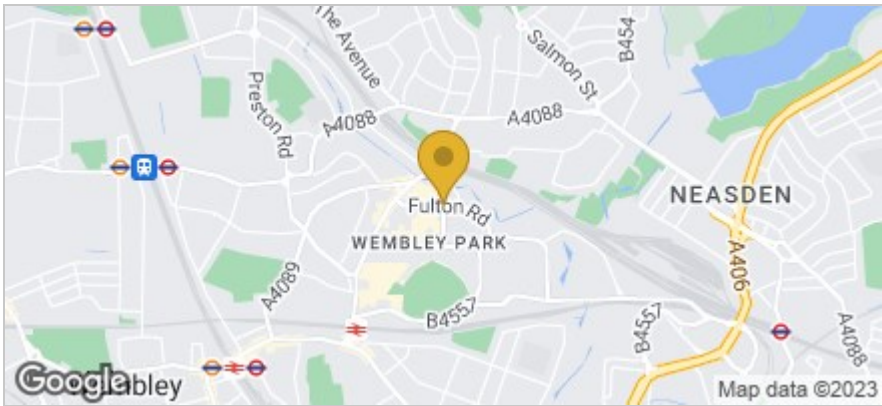 The Avenue
Salmon St
B454
Preston Rd
A4088
A4088
NEASDEN
Fulton Rd
WEMBLEY PARK
A406
A4089
B4557
B4557
A4088
Google
Map data ©2023